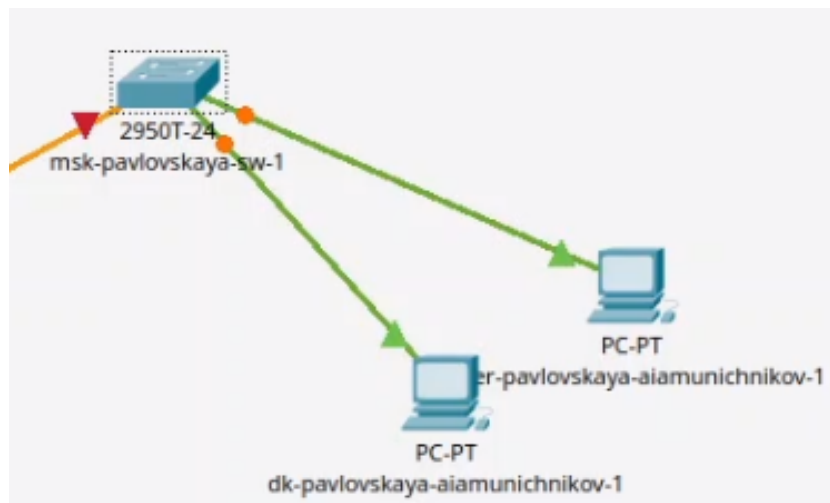 2950T-24
msk-pavlovskaya-sw-1
PC-PT
er-pavlovskaya-aiamunichnikov-1
PC-PT
dk-pavlovskaya-aiamunichnikov-1